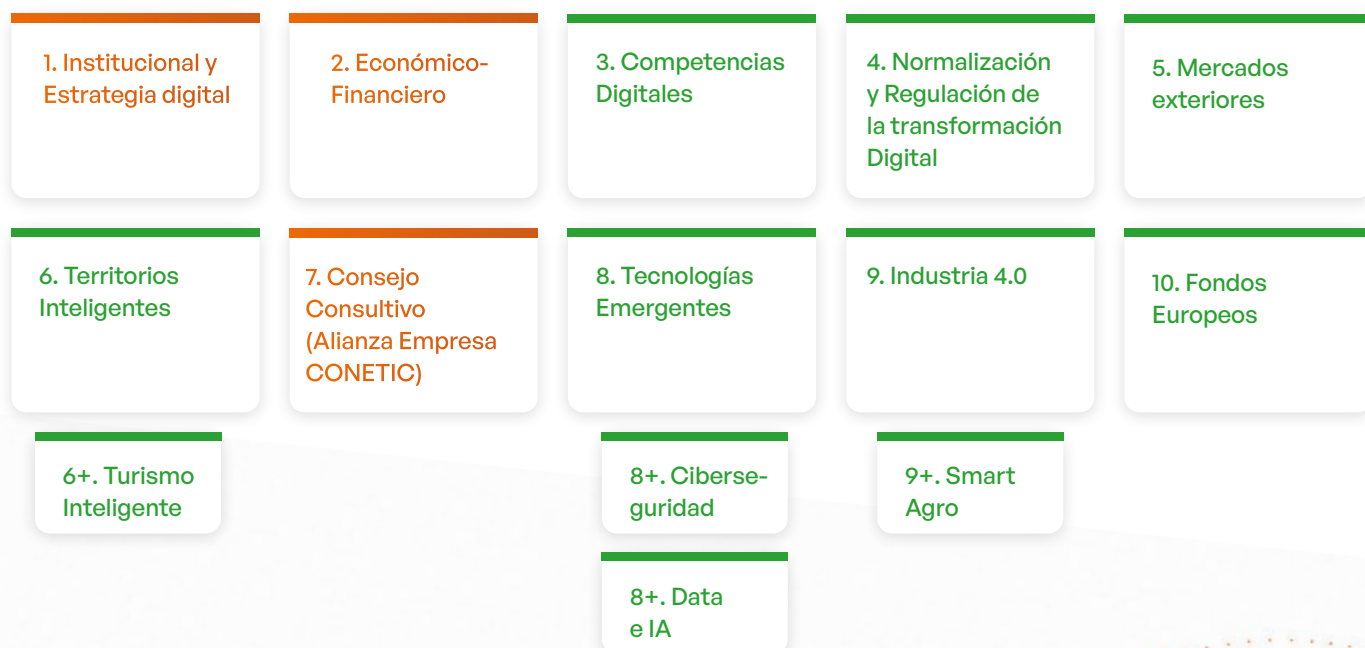 1. Institucional y
Estrategia digital
2. Económico-
Financiero
3. Competencias
Digitales
4. Normalización
y Regulación de
la transformación
Digital
5. Mercados
exteriores
6. Territorios
Inteligentes
7. Consejo
Consultivo
(Alianza Empresa
CONETIC)
8. Tecnologías
Emergentes
9. Industria 4.0
10. Fondos
Europeos
6+. Turismo
Inteligente
8+. Ciberse-
guridad
9+. Smart
Agro
8+. Data
e IA